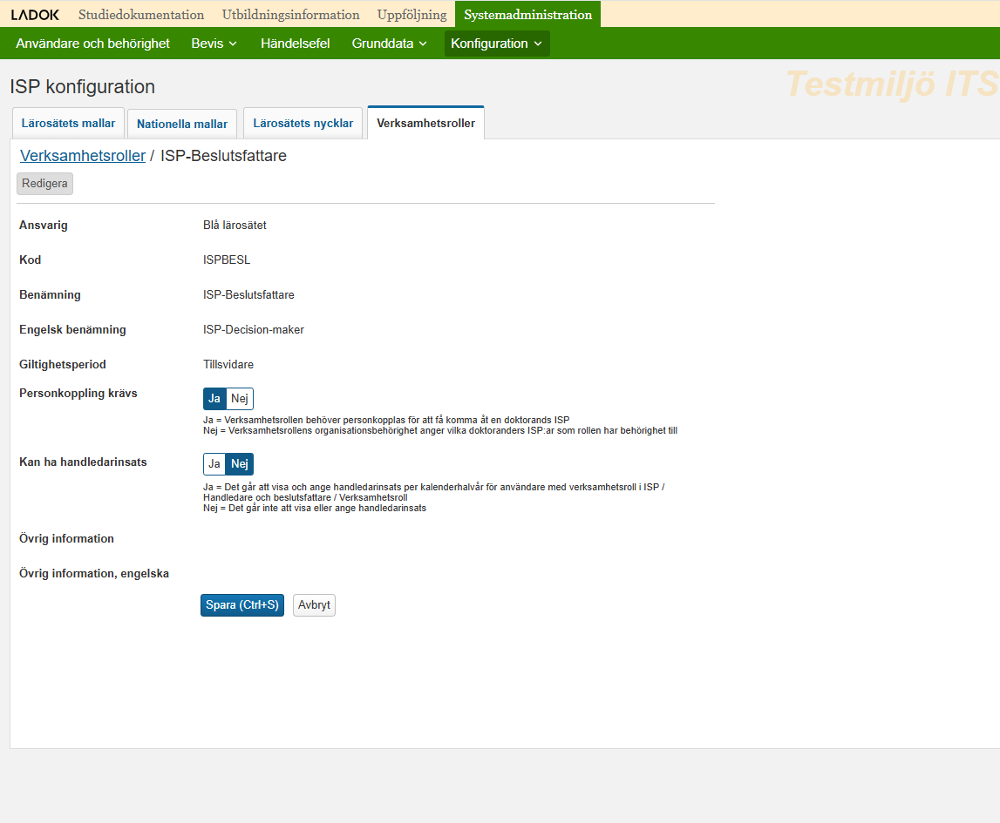 LADOK Studiedokumentation Utbildningsinformation Uppföljning Systemadministration
Användare och behörighet Bevis Händelsefel Grunddata Konfiguration
ISP konfiguration
Testmiljö ITS
Lärosätets mallar Nationella mallar Lärosätets nycklar Verksamhetsroller
Verksamhetsroller / ISP-Beslutsfattare
Redigera
Ansvarig Blå lärosätet
Kod ISPBESL
Benämning ISP-Beslutsfattare
Engelsk benämning ISP-Decision-maker
Giltighetsperiod Tillsvidare
Personkoppling krävs Ja Nej
Ja = Verksamhetsrollen behöver personkopplas för att få komma åt en doktorands ISP
Nej = Verksamhetsrollens organisationsbehörighet anger vilka doktoranders ISP:ar som rollen har behörighet till
Kan ha handledarinsats Ja Nej
Ja = Det går att visa och ange handledarinsats per kalenderhalvår för användare med verksamhetsroll i ISP /
Handledare och beslutsfattare / Verksamhetsroll
Nej = Det går inte att visa eller ange handledarinsats
Övrig information
Övrig information, engelska
Spara (Ctrl+S) Avbryt